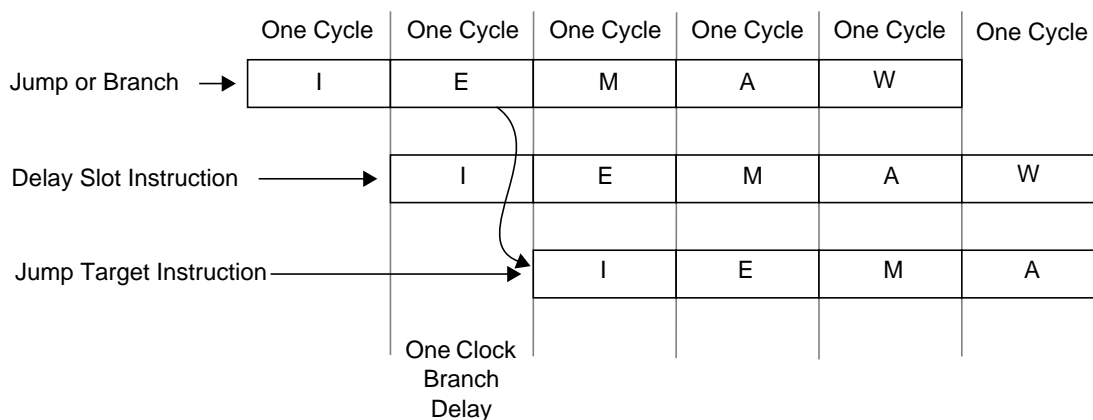 One Cycle One Cycle One Cycle One Cycle One Cycle One Cycle
Jump or Branch I E M A W
Delay Slot Instruction I E M A W
Jump Target Instruction I E M A
One Clock
Branch
Delay